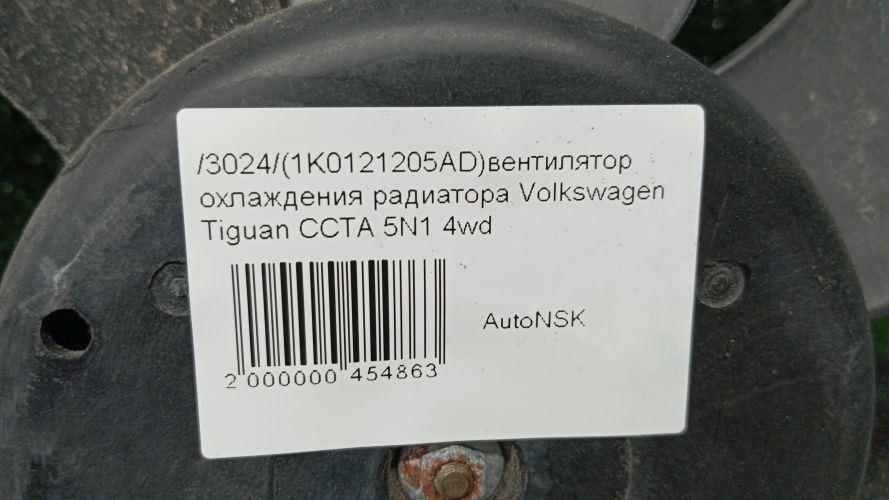 /3024/(1K0121205AD)вентилятор
охлаждения радиатора Volkswagen
Tiguan CCTA 5N1 4wd
AutoNSK
2 000000 454863